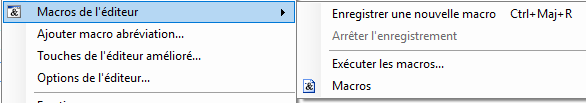 Macros de l'éditeur
Ajouter macro abréviation...
Touches de l'éditeur amélioré...
Options de l'éditeur...
Enregistrer une nouvelle macro Ctrl+Maj+R
Arrêter l'enregistrement
Exécuter les macros...
Macros